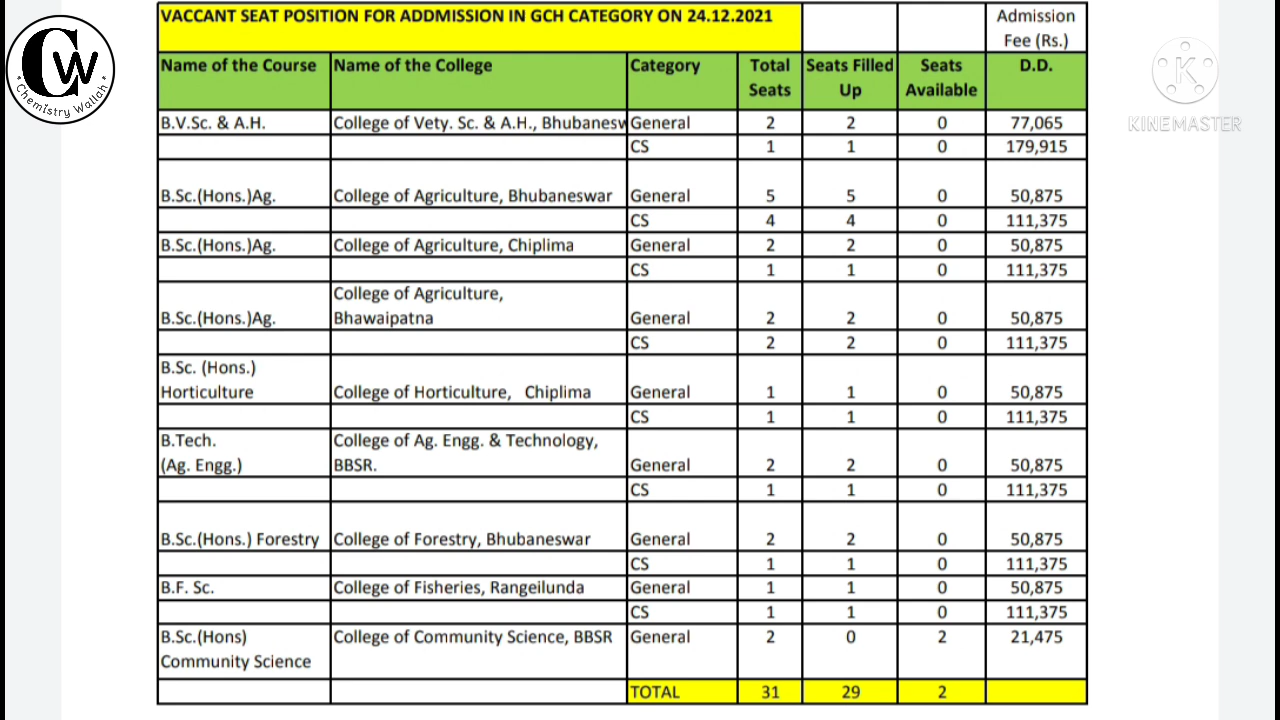 VACCANT SEAT POSITION FOR ADDMISSION IN GCH CATEGORY ON 24.12.2021 Admission Fee (Rs.)
Name of the Course Name of the College Category Total Seats Seats Filled Up Seats Available D.D.
B.V.Sc. & A.H. College of Vety. Sc. & A.H., Bhubanesw General 2 2 0 77,065
CS 1 1 0 179,915
B.Sc.(Hons.)Ag. College of Agriculture, Bhubaneswar General 5 5 0 50,875
CS 4 4 0 111,375
B.Sc.(Hons.)Ag. College of Agriculture, Chiplima General 2 2 0 50,875
CS 1 1 0 111,375
College of Agriculture,
B.Sc.(Hons.)Ag. Bhawaipatna General 2 2 0 50,875
CS 2 2 0 111,375
B.Sc. (Hons.)
Horticulture College of Horticulture, Chiplima General 1 1 0 50,875
CS 1 1 0 111,375
B.Tech. College of Ag. Engg. & Technology,
(Ag. Engg.) BBSR. General 2 2 0 50,875
CS 1 1 0 111,375
B.Sc.(Hons.) Forestry College of Forestry, Bhubaneswar General 2 2 0 50,875
CS 1 1 0 111,375
B.F. Sc. College of Fisheries, Rangeilunda General 1 1 0 50,875
CS 1 1 0 111,375
B.Sc.(Hons) College of Community Science, BBSR General 2 0 2 21,475
Community Science
TOTAL 31 29 2
CW
Chemistry Wallah
K
KINEMASTER